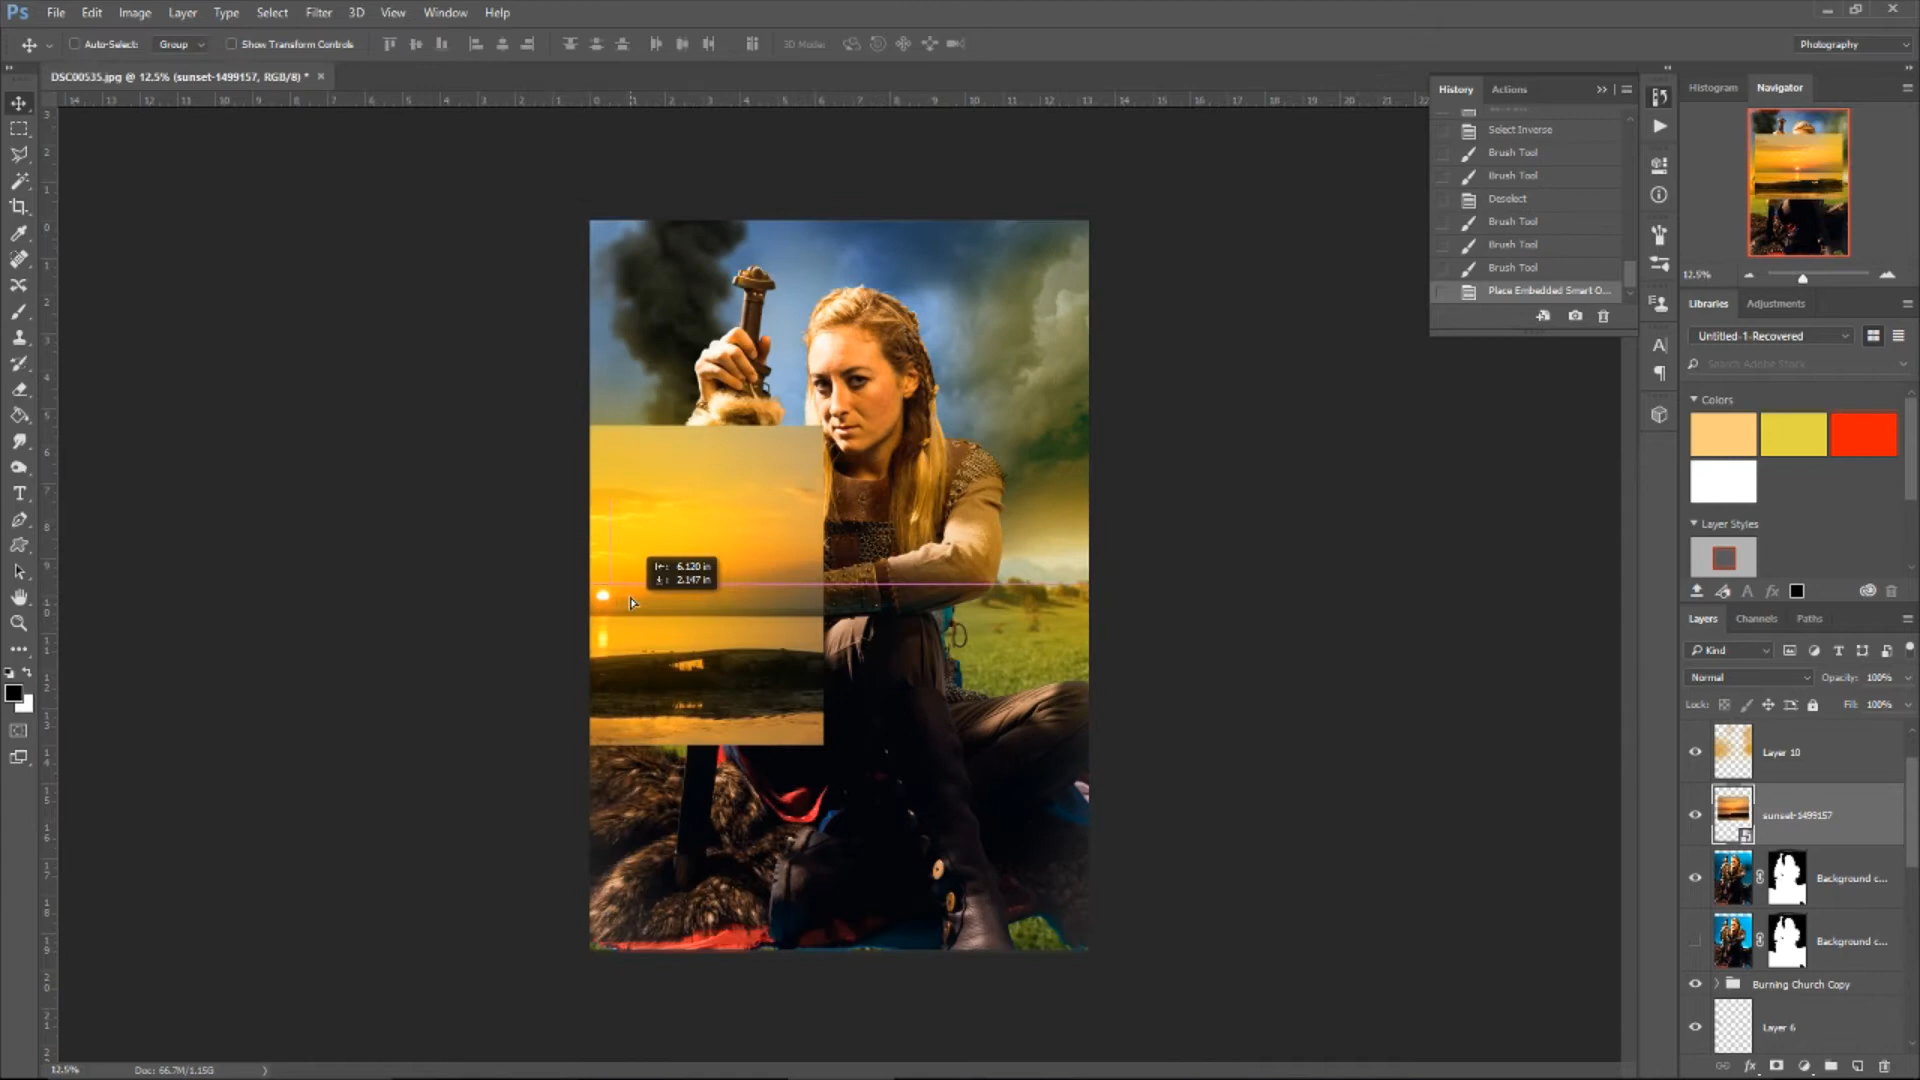 Ps File Edit Image Layer Type Select Filter 3D View Window Help
Auto-Select: Group Show Transform Controls 3D Mode: Photography
DSC00535.jpg @ 12.5% (sunset-1499157, RGB/8) * ×
History Actions
Select Inverse
Brush Tool
Brush Tool
Deselect
Brush Tool
Brush Tool
Brush Tool
Place Embedded Smart O...
Histogram Navigator
12.5%
Libraries Adjustments
Untitled-1-Recovered
Search Adobe Stock
Colors
Layer Styles
6.120 in
2.147 in
Layers Channels Paths
Kind
Normal Opacity: 100%
Lock: Fill: 100%
Layer 10
sunset-1499157
Background c...
Background c...
Burning Church Copy
Layer 6
12.5% Doc: 66.7M/1.15G